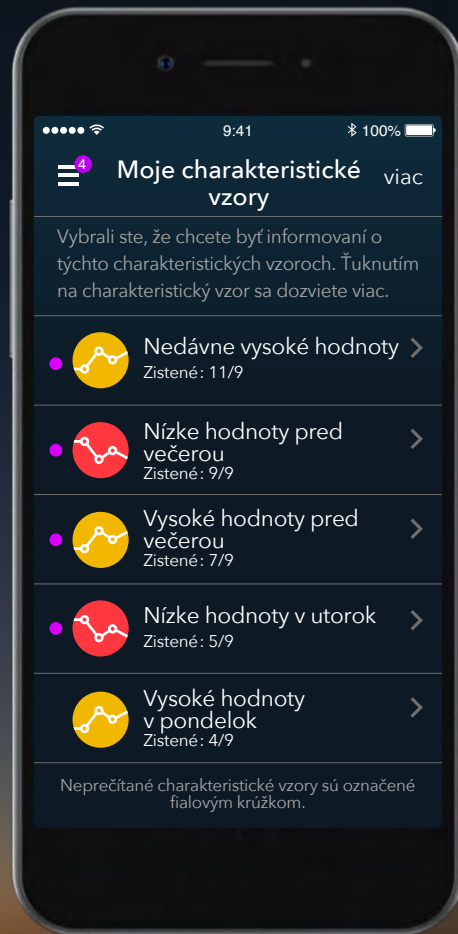 9:41
100%
4
Moje charakteristické
vzory
viac
Vybrali ste, že chcete byť informovaní o
týchto charakteristických vzoroch. Ťuknutím
na charakteristický vzor sa dozviete viac.
Nedávne vysoké hodnoty
Zistené: 11/9
Nízke hodnoty pred
večerou
Zistené: 9/9
Vysoké hodnoty pred
večerou
Zistené: 7/9
Nízke hodnoty v utorok
Zistené: 5/9
Vysoké hodnoty
v pondelok
Zistené: 4/9
Neprečítané charakteristické vzory sú označené
fialovým krúžkom.